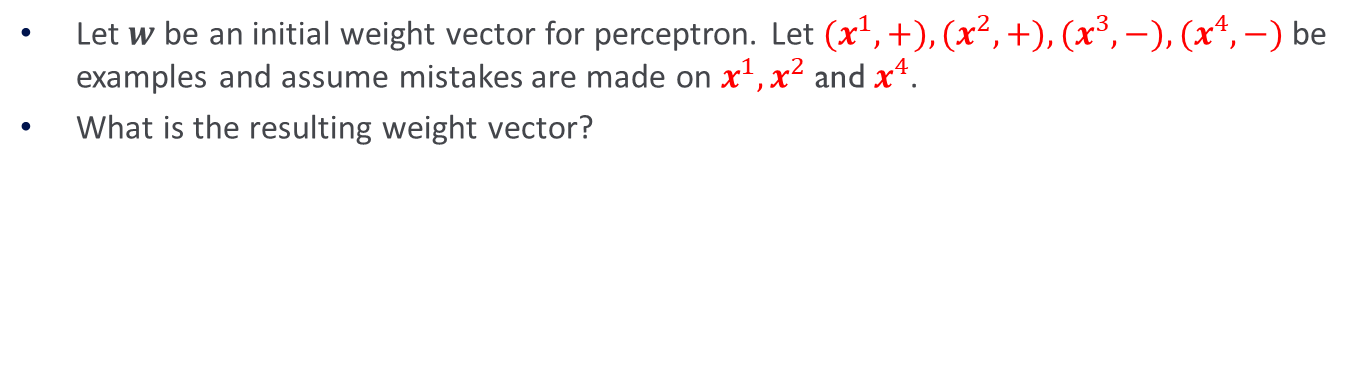 • Let w be an initial weight vector for perceptron. Let (x¹, +), (x², +), (x³, −), (x⁴, −) be
examples and assume mistakes are made on x¹, x² and x⁴.
• What is the resulting weight vector?